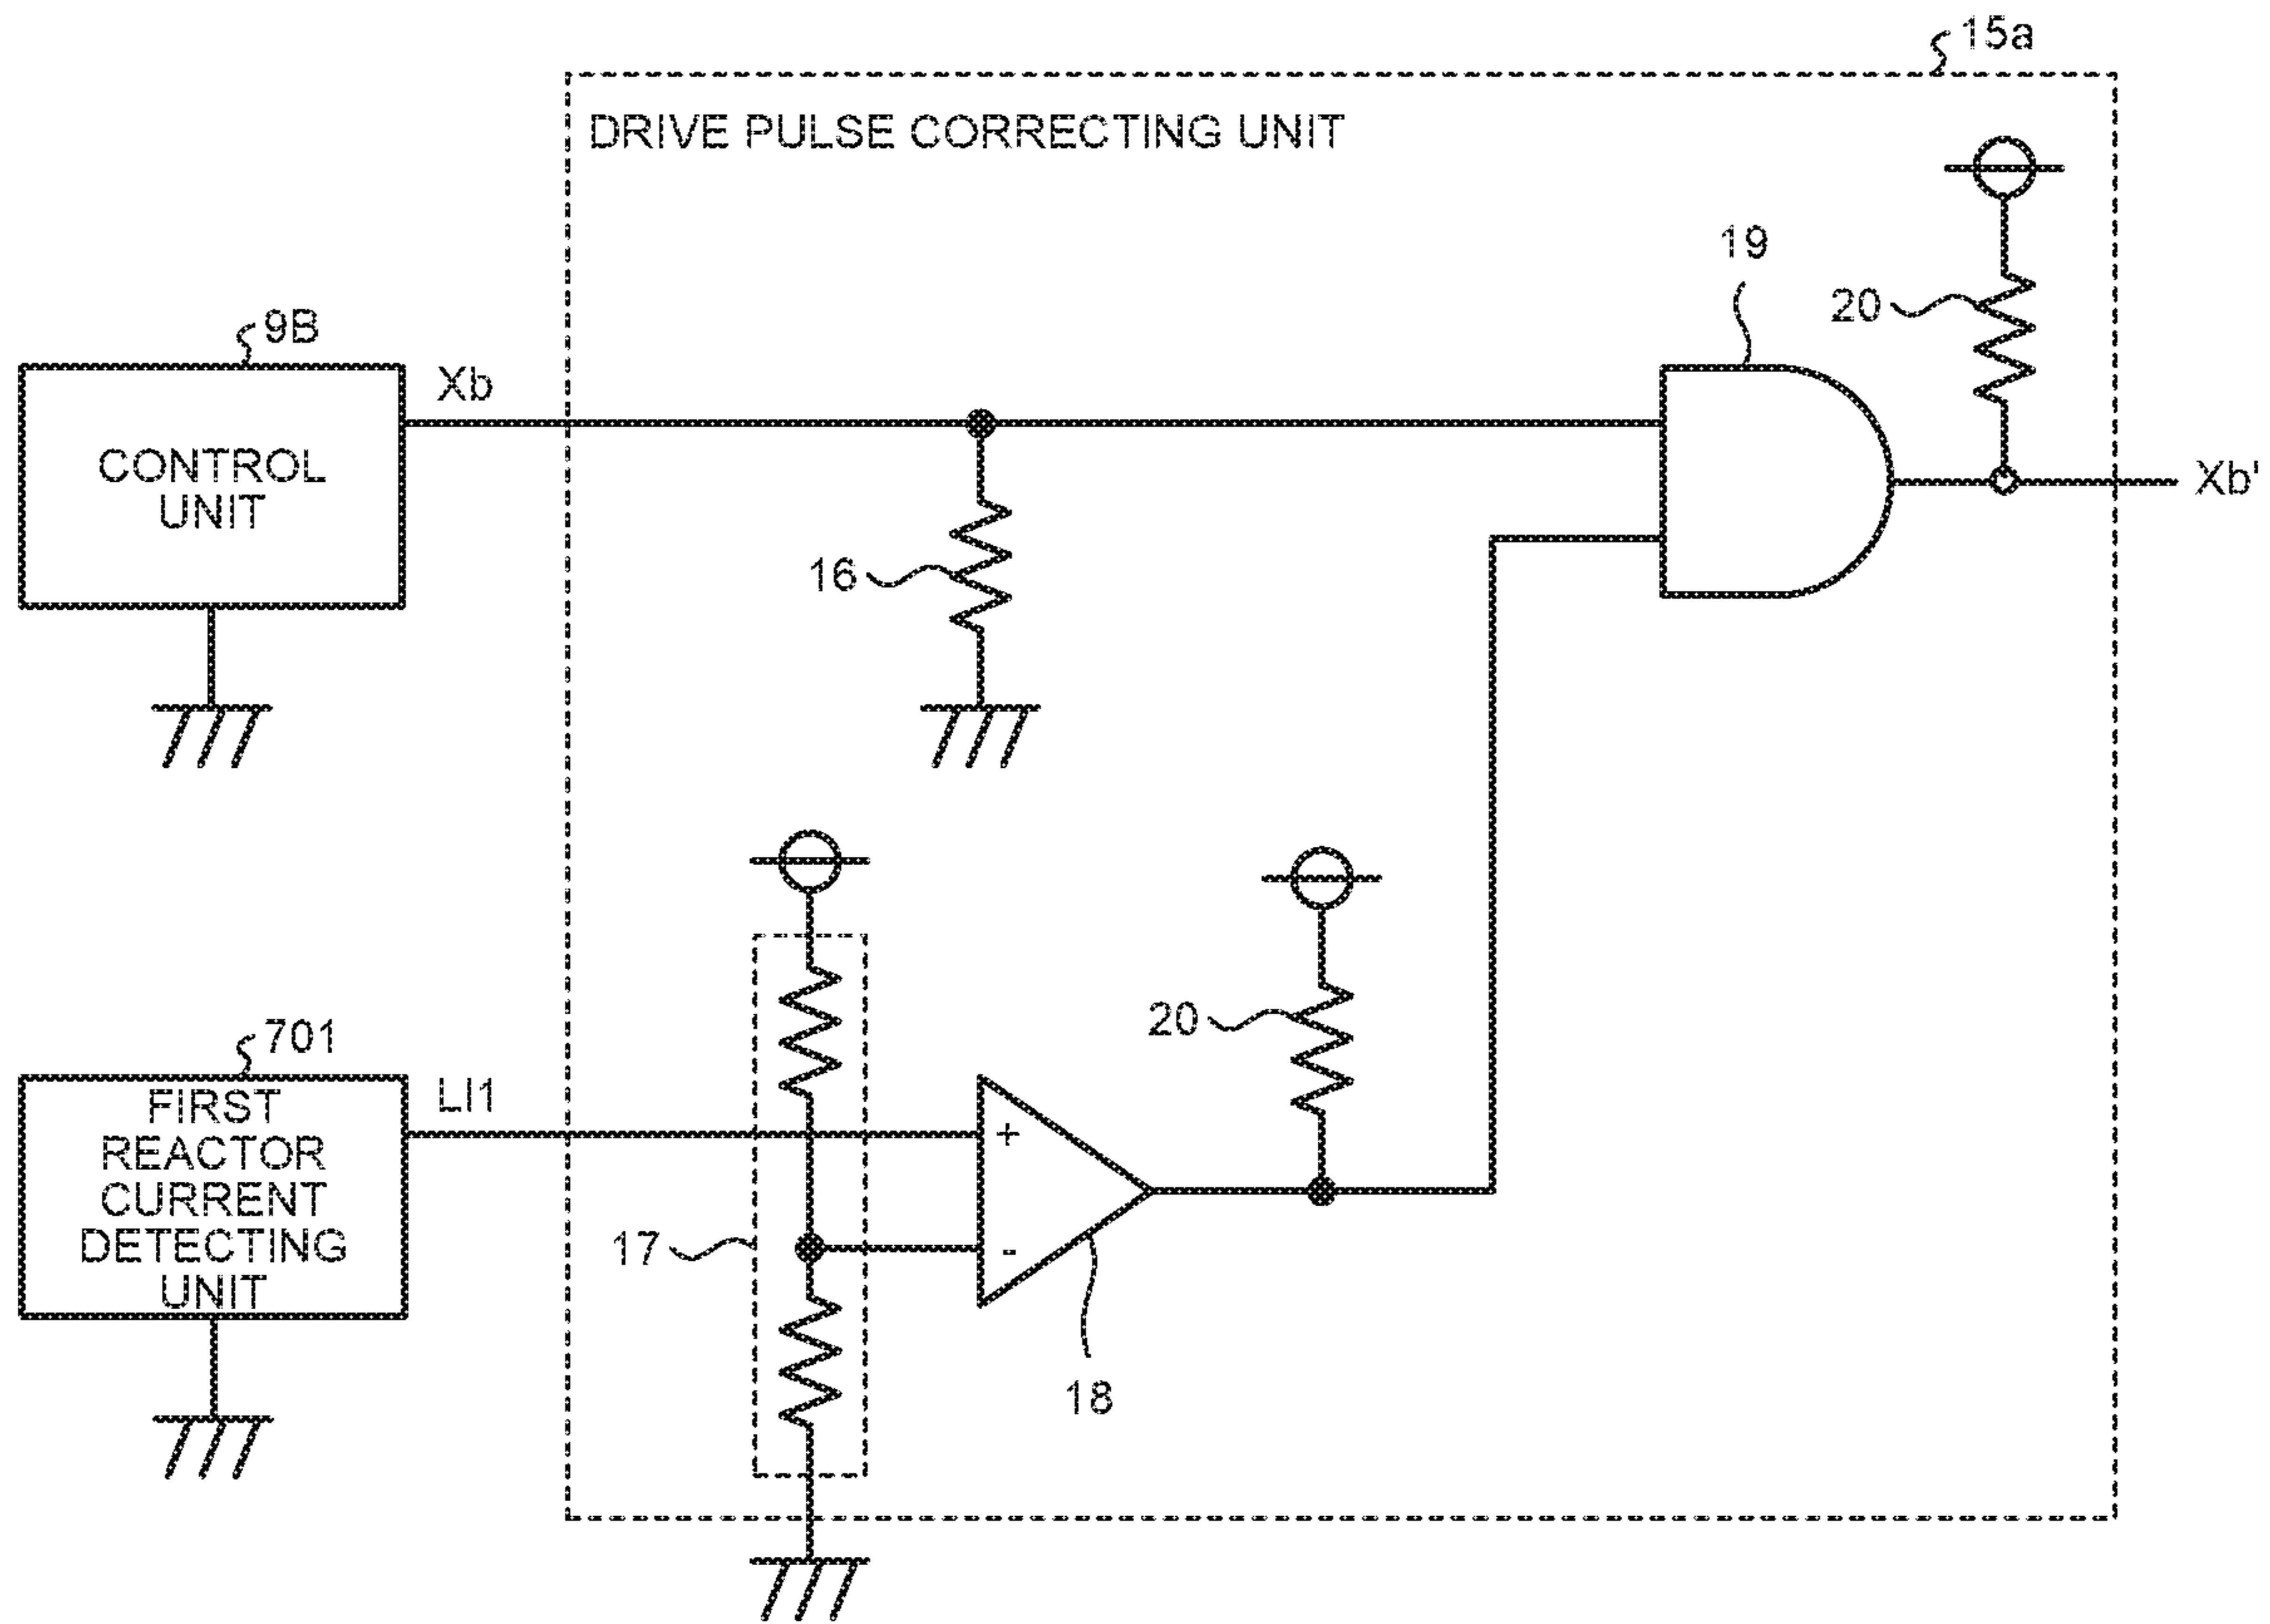 15a
DRIVE PULSE CORRECTING UNIT
19
20
9B
Xb
CONTROL
UNIT
Xb'
16
701
LI1
FIRST
REACTOR
CURRENT
DETECTING
UNIT
20
+
-
17
18